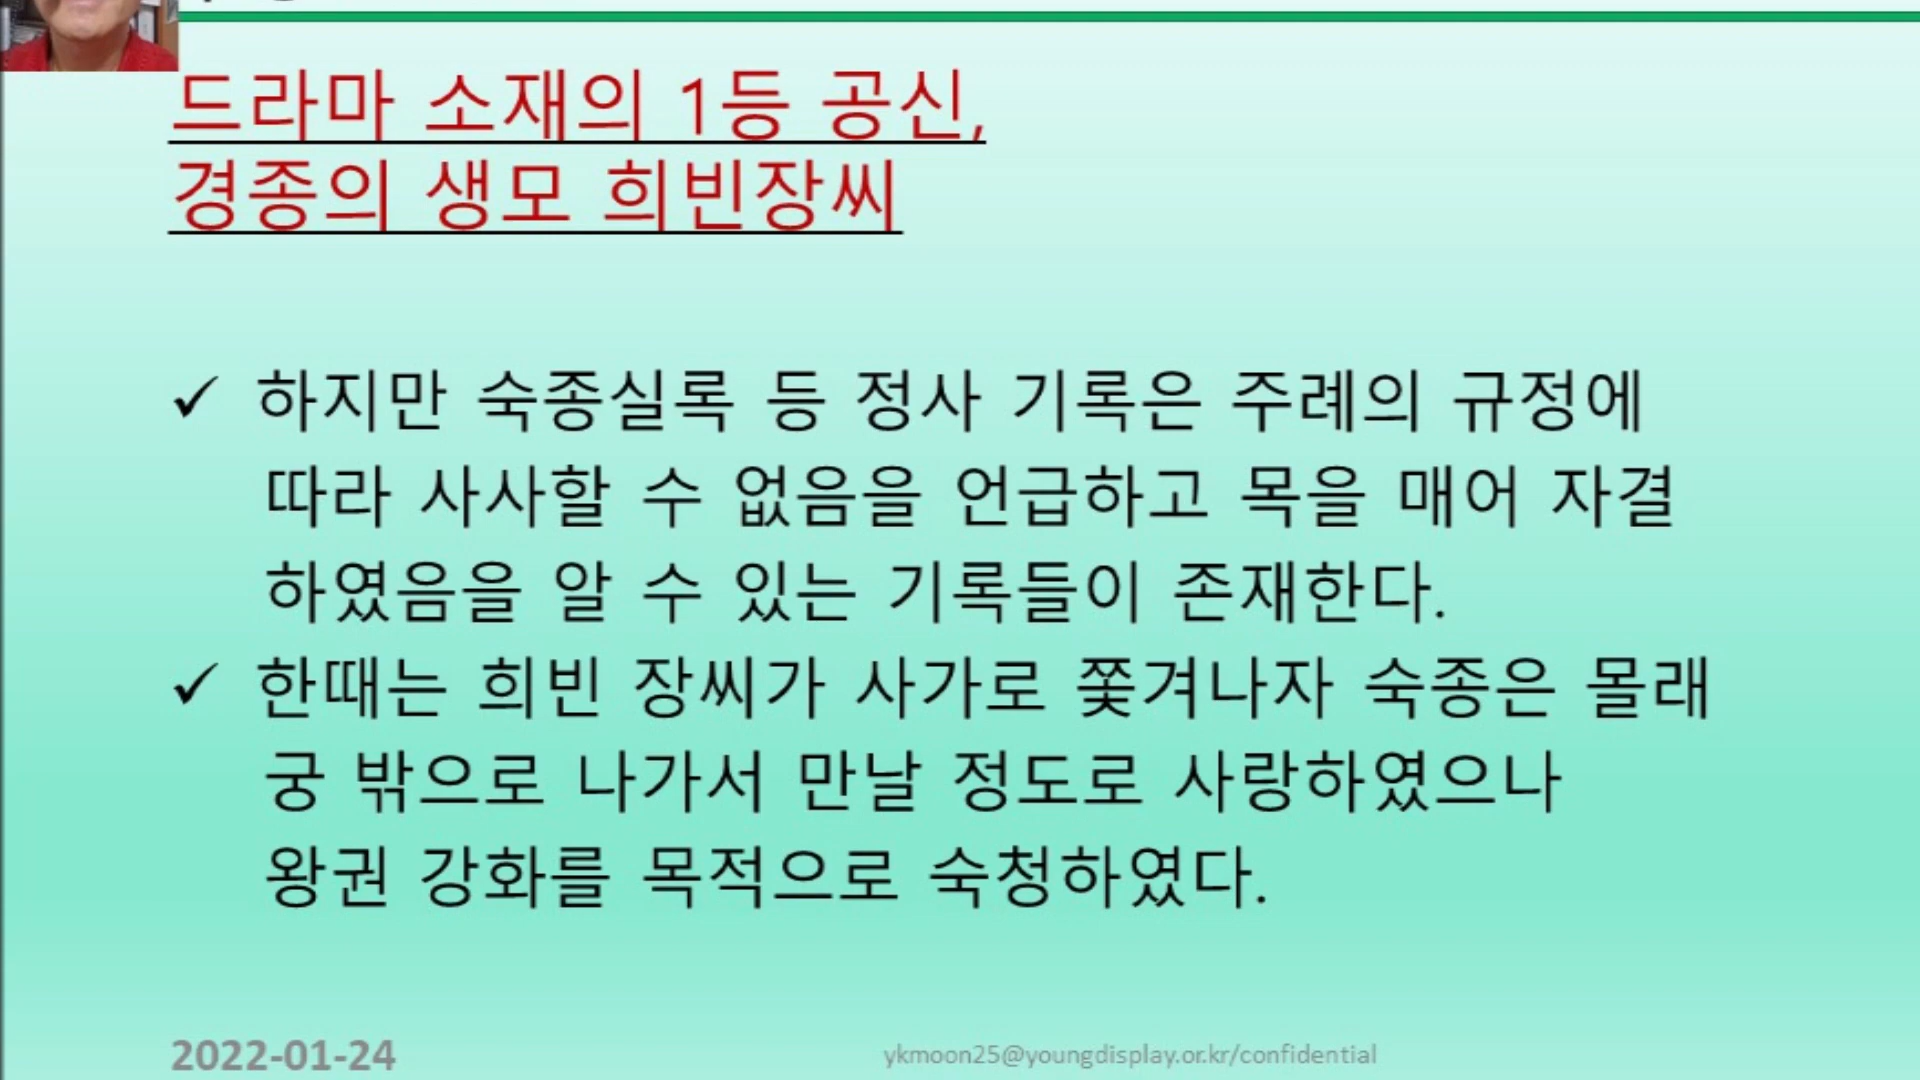 드라마 소재의 1등 공신,
경종의 생모 희빈장씨
✓ 하지만 숙종실록 등 정사 기록은 주례의 규정에
따라 사사할 수 없음을 언급하고 목을 매어 자결
하였음을 알 수 있는 기록들이 존재한다.
✓ 한때는 희빈 장씨가 사가로 쫓겨나자 숙종은 몰래
궁 밖으로 나가서 만날 정도로 사랑하였으나
왕권 강화를 목적으로 숙청하였다.
2022-01-24
ykmoon25@youngdisplay.or.kr/confidential